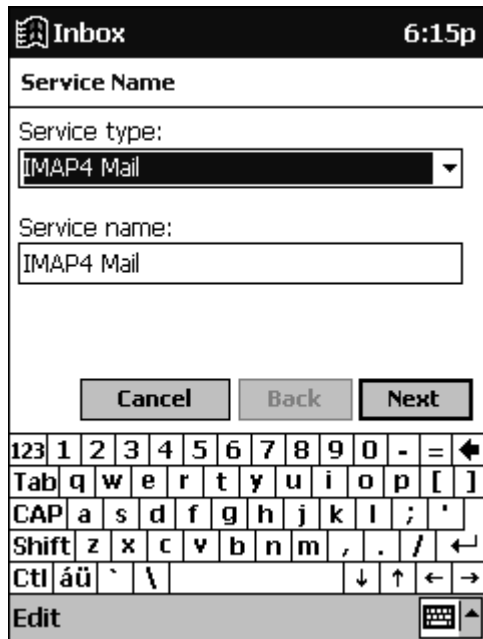 Inbox 6:15p
Service Name
Service type:
IMAP4 Mail
Service name:
IMAP4 Mail
Cancel Back Next
123 1 2 3 4 5 6 7 8 9 0 - =
Tab q w e r t y u i o p [ ]
CAP a s d f g h j k l ; '
Shift z x c v b n m , . /
Ctl áü ` \
Edit